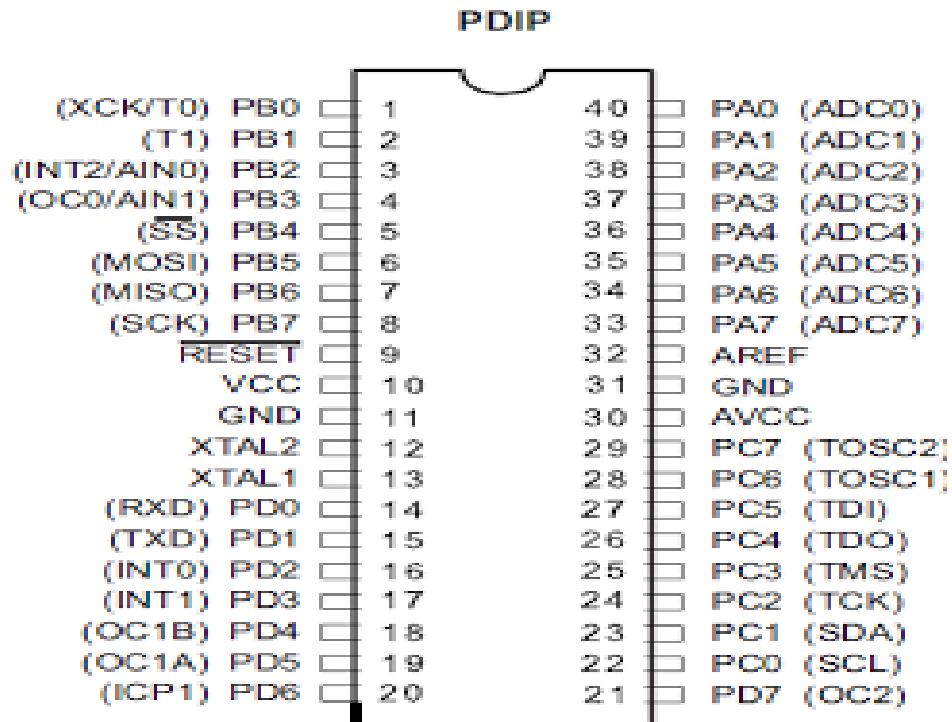 PDIP
(XCK/T0) PB0 1 40 PA0 (ADC0)
(T1) PB1 2 39 PA1 (ADC1)
(INT2/AIN0) PB2 3 38 PA2 (ADC2)
(OC0/AIN1) PB3 4 37 PA3 (ADC3)
(SS) PB4 5 36 PA4 (ADC4)
(MOSI) PB5 6 35 PA5 (ADC5)
(MISO) PB6 7 34 PA6 (ADC6)
(SCK) PB7 8 33 PA7 (ADC7)
RESET 9 32 AREF
VCC 10 31 GND
GND 11 30 AVCC
XTAL2 12 29 PC7 (TOSC2)
XTAL1 13 28 PC6 (TOSC1)
(RXD) PD0 14 27 PC5 (TDI)
(TXD) PD1 15 26 PC4 (TDO)
(INT0) PD2 16 25 PC3 (TMS)
(INT1) PD3 17 24 PC2 (TCK)
(OC1B) PD4 18 23 PC1 (SDA)
(OC1A) PD5 19 22 PC0 (SCL)
(ICP1) PD6 20 21 PD7 (OC2)